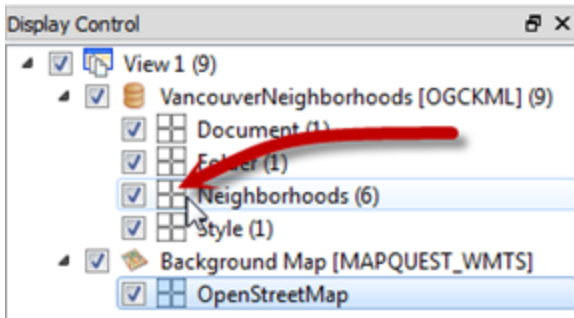 Display Control
View 1 (9)
VancouverNeighborhoods [OGCKML] (9)
Document (1)
Folder (1)
Neighborhoods (6)
Style (1)
Background Map [MAPQUEST_WMTS]
OpenStreetMap